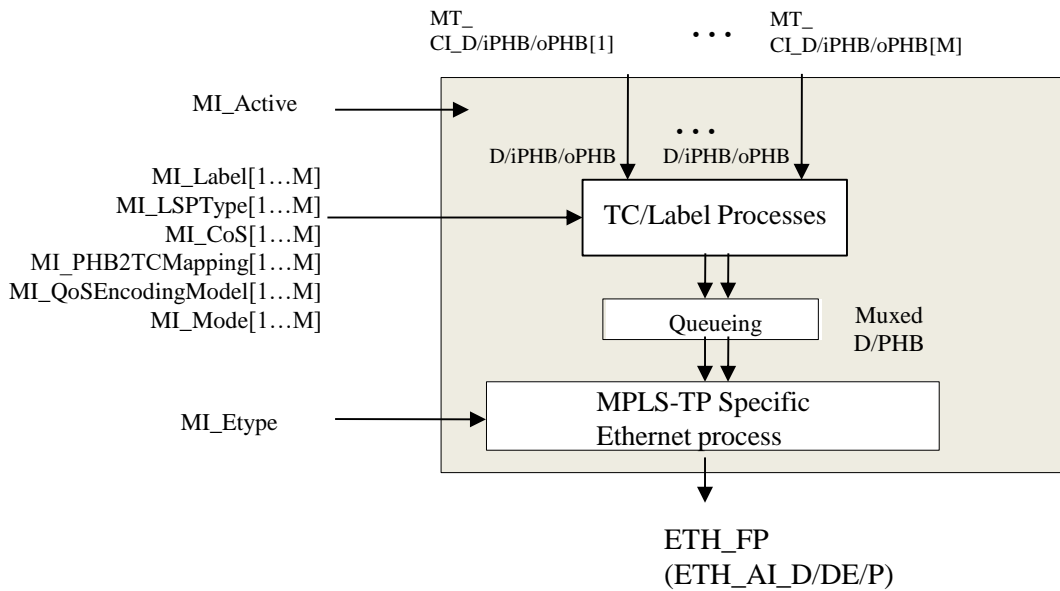 MT_
CI_D/iPHB/oPHB[1]
• • •
MT_
CI_D/iPHB/oPHB[M]
MI_Active
• • •
D/iPHB/oPHB
D/iPHB/oPHB
MI_Label[1…M]
MI_LSPType[1…M]
MI_CoS[1…M]
MI_PHB2TCMapping[1…M]
MI_QoSEncodingModel[1…M]
MI_Mode[1…M]
TC/Label Processes
Queueing
Muxed
D/PHB
MI_Etype
MPLS-TP Specific
Ethernet process
ETH_FP
(ETH_AI_D/DE/P)